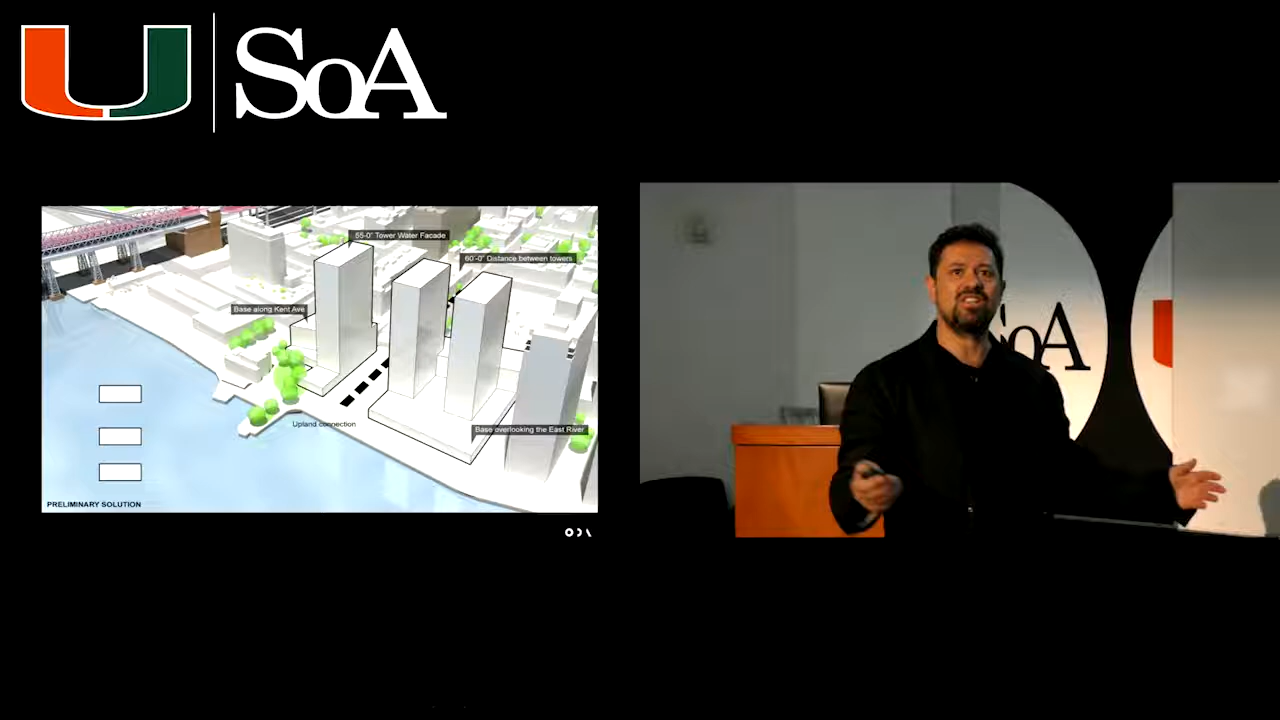 U
SoA
55-0" Tower Water Facade
60'-0" Distance between towers
Base along Kent Ave
Upland connection
Base overlooking the East River
PRELIMINARY SOLUTION
ODA
SoA